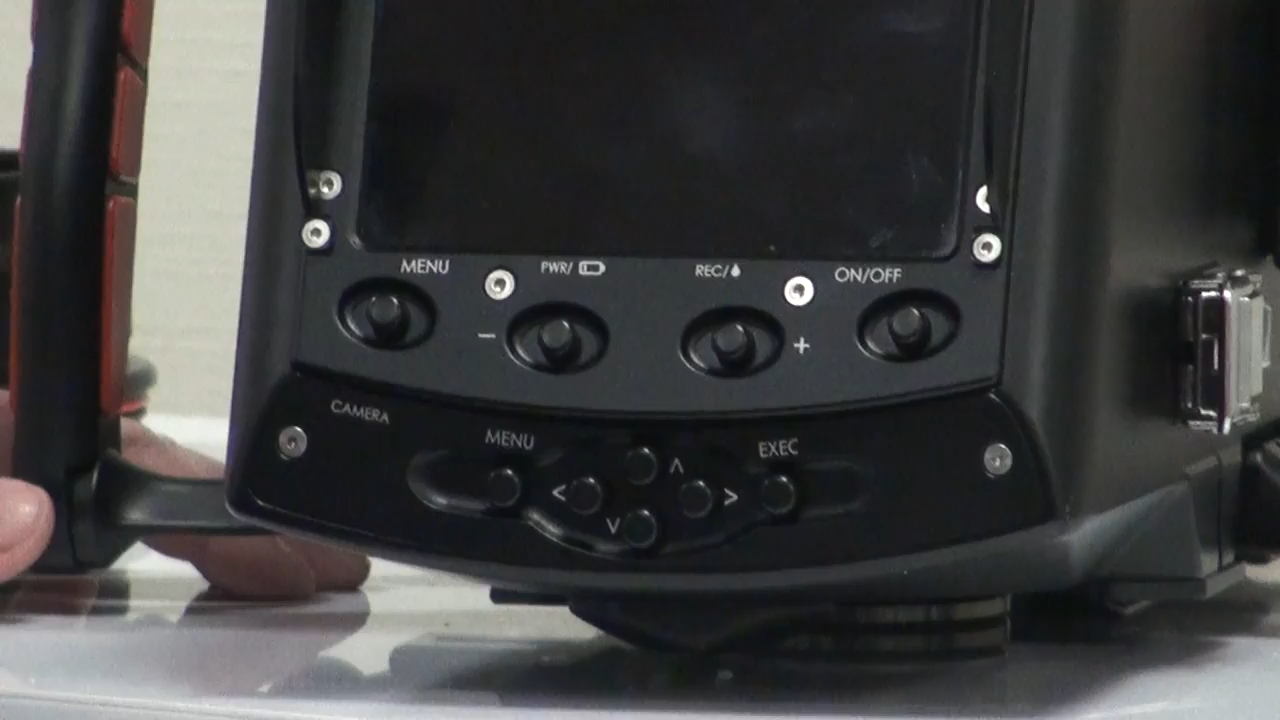 MENU PWR/ REC/ ON/OFF
− +
CAMERA
MENU EXEC
< ∧ ∨ >